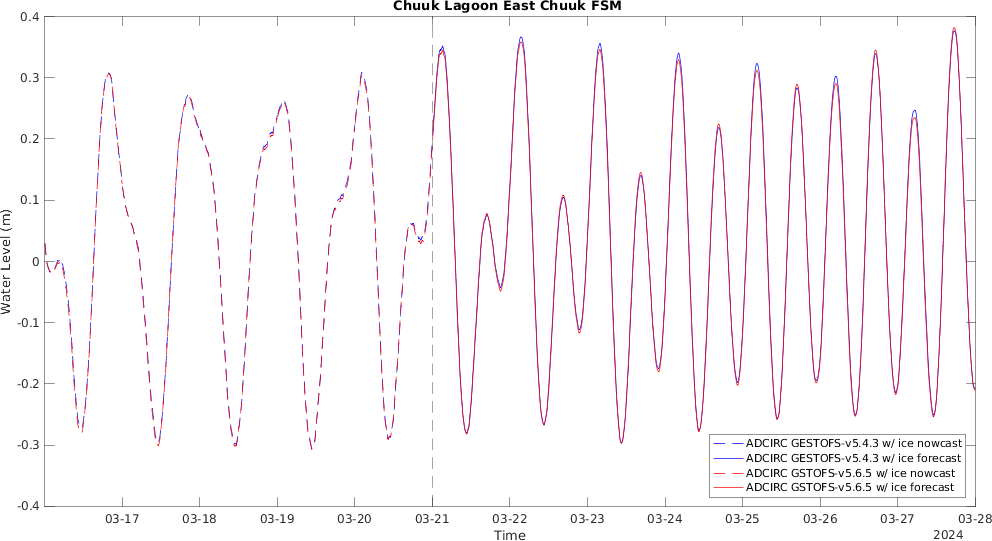 Chuuk Lagoon East Chuuk FSM
Water Level (m)
0.4
0.3
0.2
0.1
0
-0.1
-0.2
-0.3
-0.4
03-17 03-18 03-19 03-20 03-21 03-22 03-23 03-24 03-25 03-26 03-27 03-28
Time
2024
ADCIRC GESTOFS-v5.4.3 w/ ice nowcast
ADCIRC GESTOFS-v5.4.3 w/ ice forecast
ADCIRC GSTOFS-v5.6.5 w/ ice nowcast
ADCIRC GSTOFS-v5.6.5 w/ ice forecast